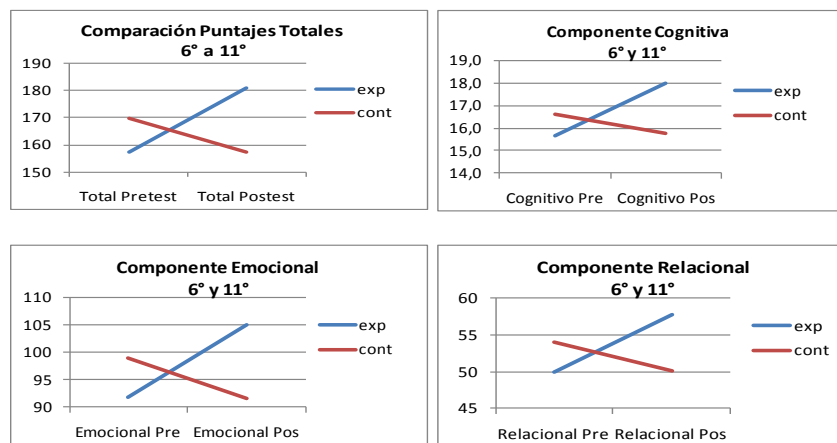 Comparación Puntajes Totales
6° a 11°
190
180
170
160
150
Total Pretest Total Postest
exp
cont
Componente Cognitiva
6° y 11°
19,0
18,0
17,0
16,0
15,0
14,0
Cognitivo Pre Cognitivo Pos
exp
cont
Componente Emocional
6° y 11°
110
105
100
95
90
Emocional Pre Emocional Pos
exp
cont
Componente Relacional
6° y 11°
60
55
50
45
Relacional Pre Relacional Pos
exp
cont